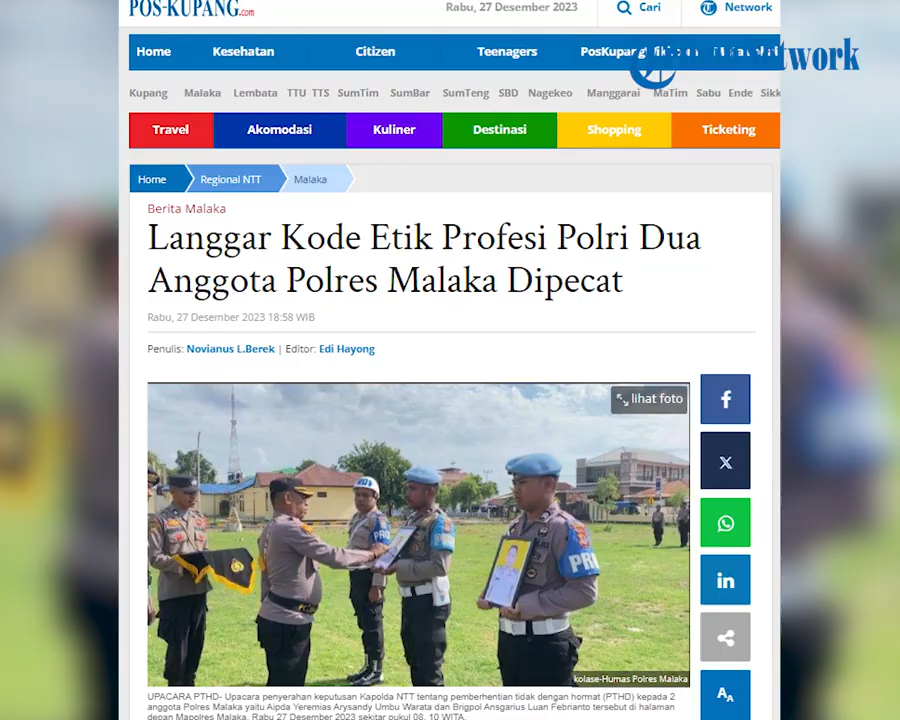 POS-KUPANG.com
Rabu, 27 Desember 2023
Cari
Network
Home Kesehatan Citizen Teenagers
Kupang Malaka Lembata TTU TTS SumTim SumBar SumTeng SBD Nagekeo Manggarai MaTim Sabu Ende Sikk
Travel Akomodasi Kuliner Destinasi Shopping Ticketing
Home Regional NTT Malaka
Berita Malaka
Langgar Kode Etik Profesi Polri Dua
Anggota Polres Malaka Dipecat
Rabu, 27 Desember 2023 18:58 WIB
Penulis: Novianus L.Berek | Editor: Edi Hayong
lihat foto
kolase-Humas Polres Malaka
UPACARA PTHD- Upacara penyerahan keputusan Kapolda NTT tentang pemberhentian tidak dengan hormat (PTHD) kepada 2
anggota Polres Malaka yaitu Aipda Yeremias Arysandy Umbu Warata dan Brigpol Ansgarius Luan Febrianto tersebut di halaman
depan Mapolres Malaka, Rabu 27 Desember 2023 sekitar pukul 08. 10 WITA.